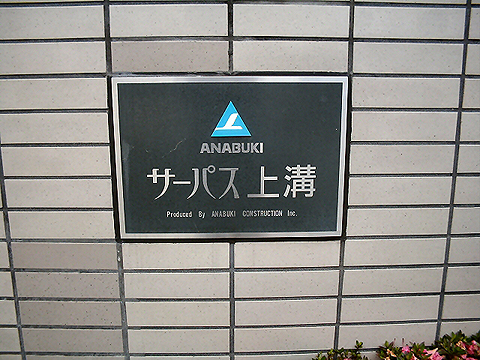 ANABUKI
サーパス上溝
Produced By ANABUKI CONSTRUCTION Inc.